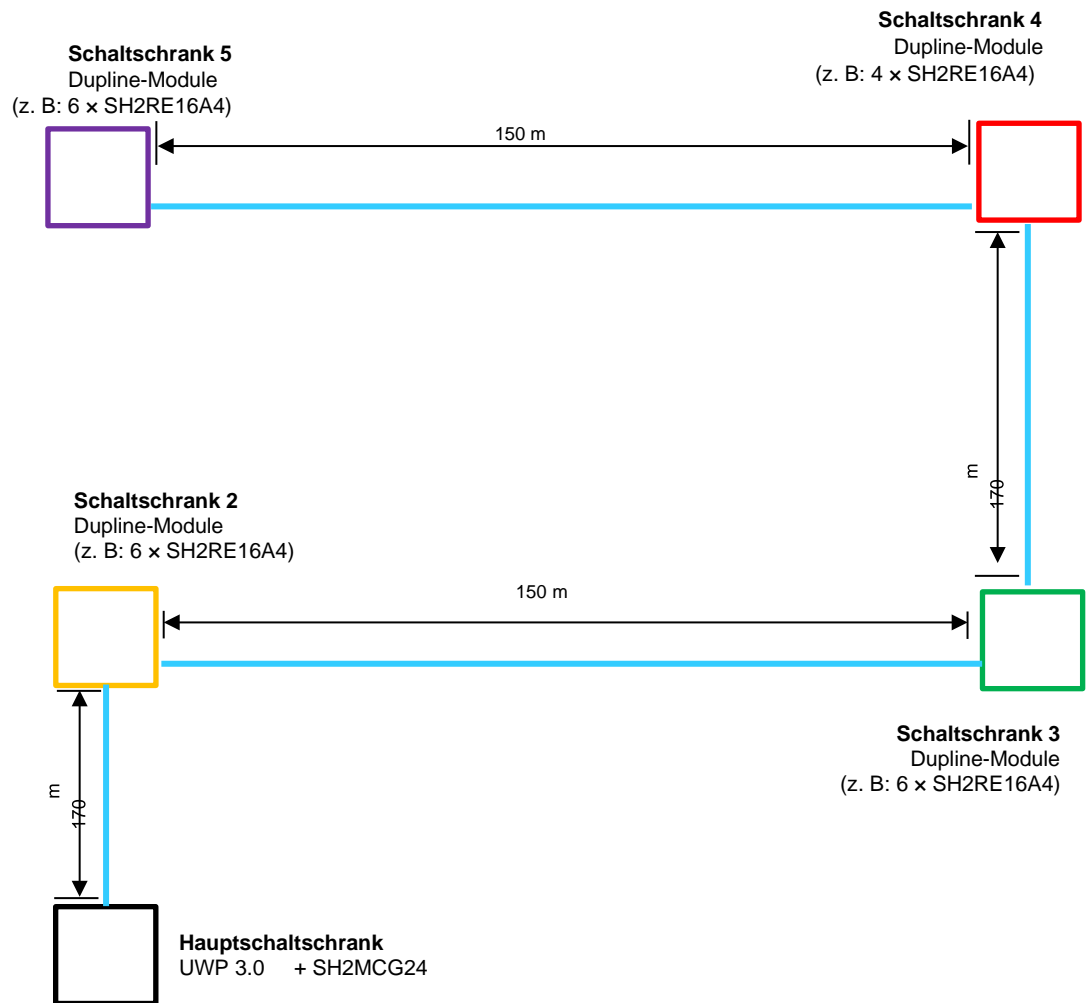 Schaltschrank 4
Dupline-Module
(z. B: 4 × SH2RE16A4)
Schaltschrank 5
Dupline-Module
(z. B: 6 × SH2RE16A4)
150 m
170 m
Schaltschrank 2
Dupline-Module
(z. B: 6 × SH2RE16A4)
150 m
Schaltschrank 3
Dupline-Module
(z. B: 6 × SH2RE16A4)
170 m
Hauptschaltschrank
UWP 3.0 + SH2MCG24